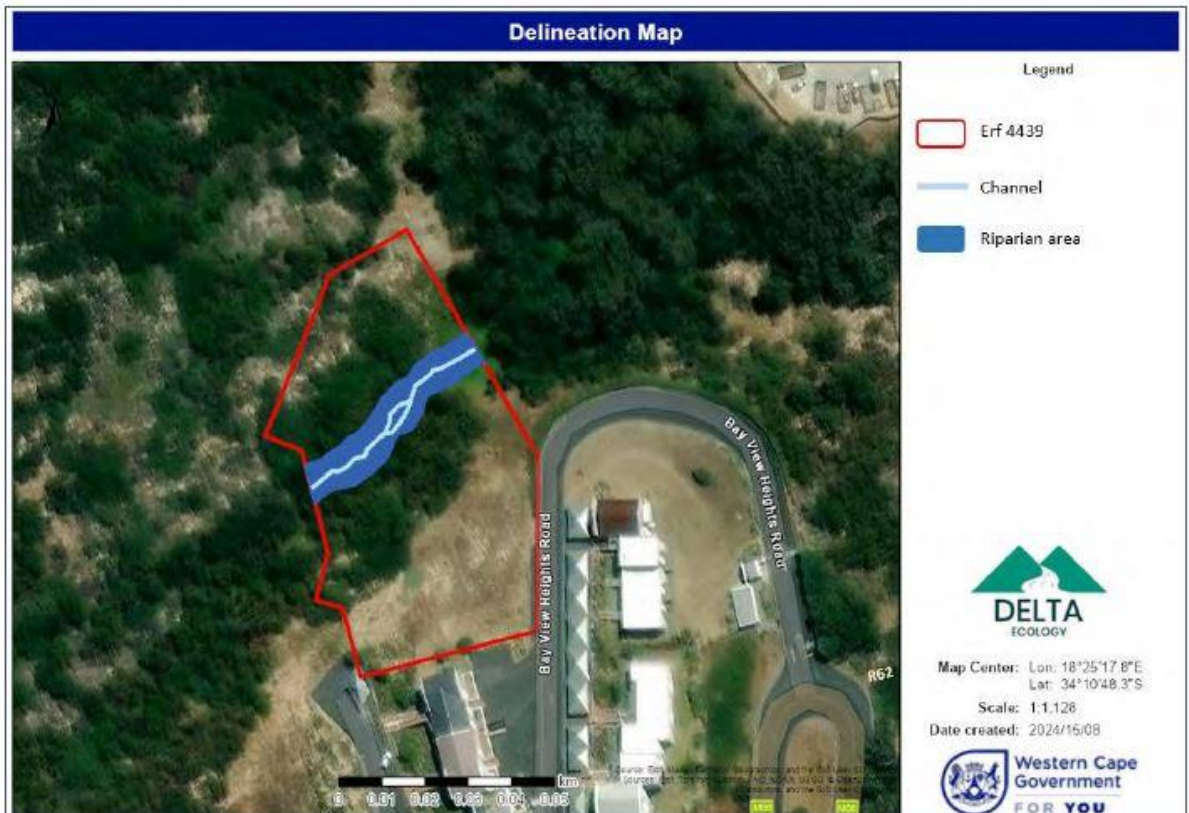 Delineation Map
Legend
Erf 4439
Channel
Riparian area
Bay View Heights Road
Bay View Heights Road
R62
km
0 0.01 0.02 0.03 0.04 0.05
DELTA
ECOLOGY
Map Center: Lon: 18°25'17.8"E
Lat: 34°10'48.3"S
Scale: 1:1,128
Date created: 2024/15/08
Western Cape
Government
FOR YOU